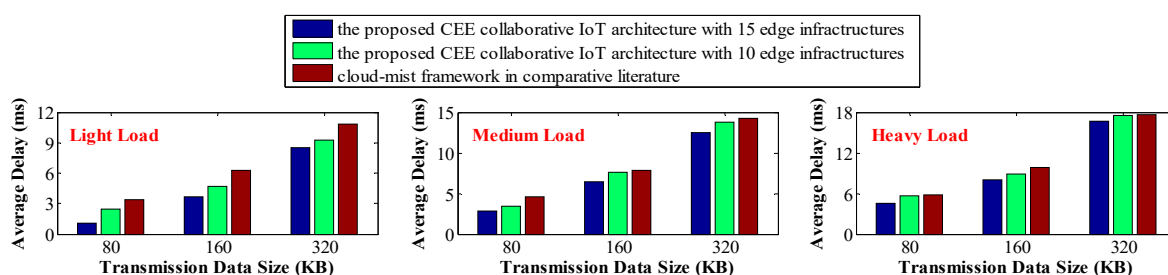 the proposed CEE collaborative IoT architecture with 15 edge infractructures
the proposed CEE collaborative IoT architecture with 10 edge infractructures
cloud-mist framework in comparative literature
Average Delay (ms)
12
9
6
3
0
Light Load
80 160 320
Transmission Data Size (KB)
Average Delay (ms)
15
10
5
0
Medium Load
80 160 320
Transmission Data Size (KB)
Average Delay (ms)
18
12
6
0
Heavy Load
80 160 320
Transmission Data Size (KB)